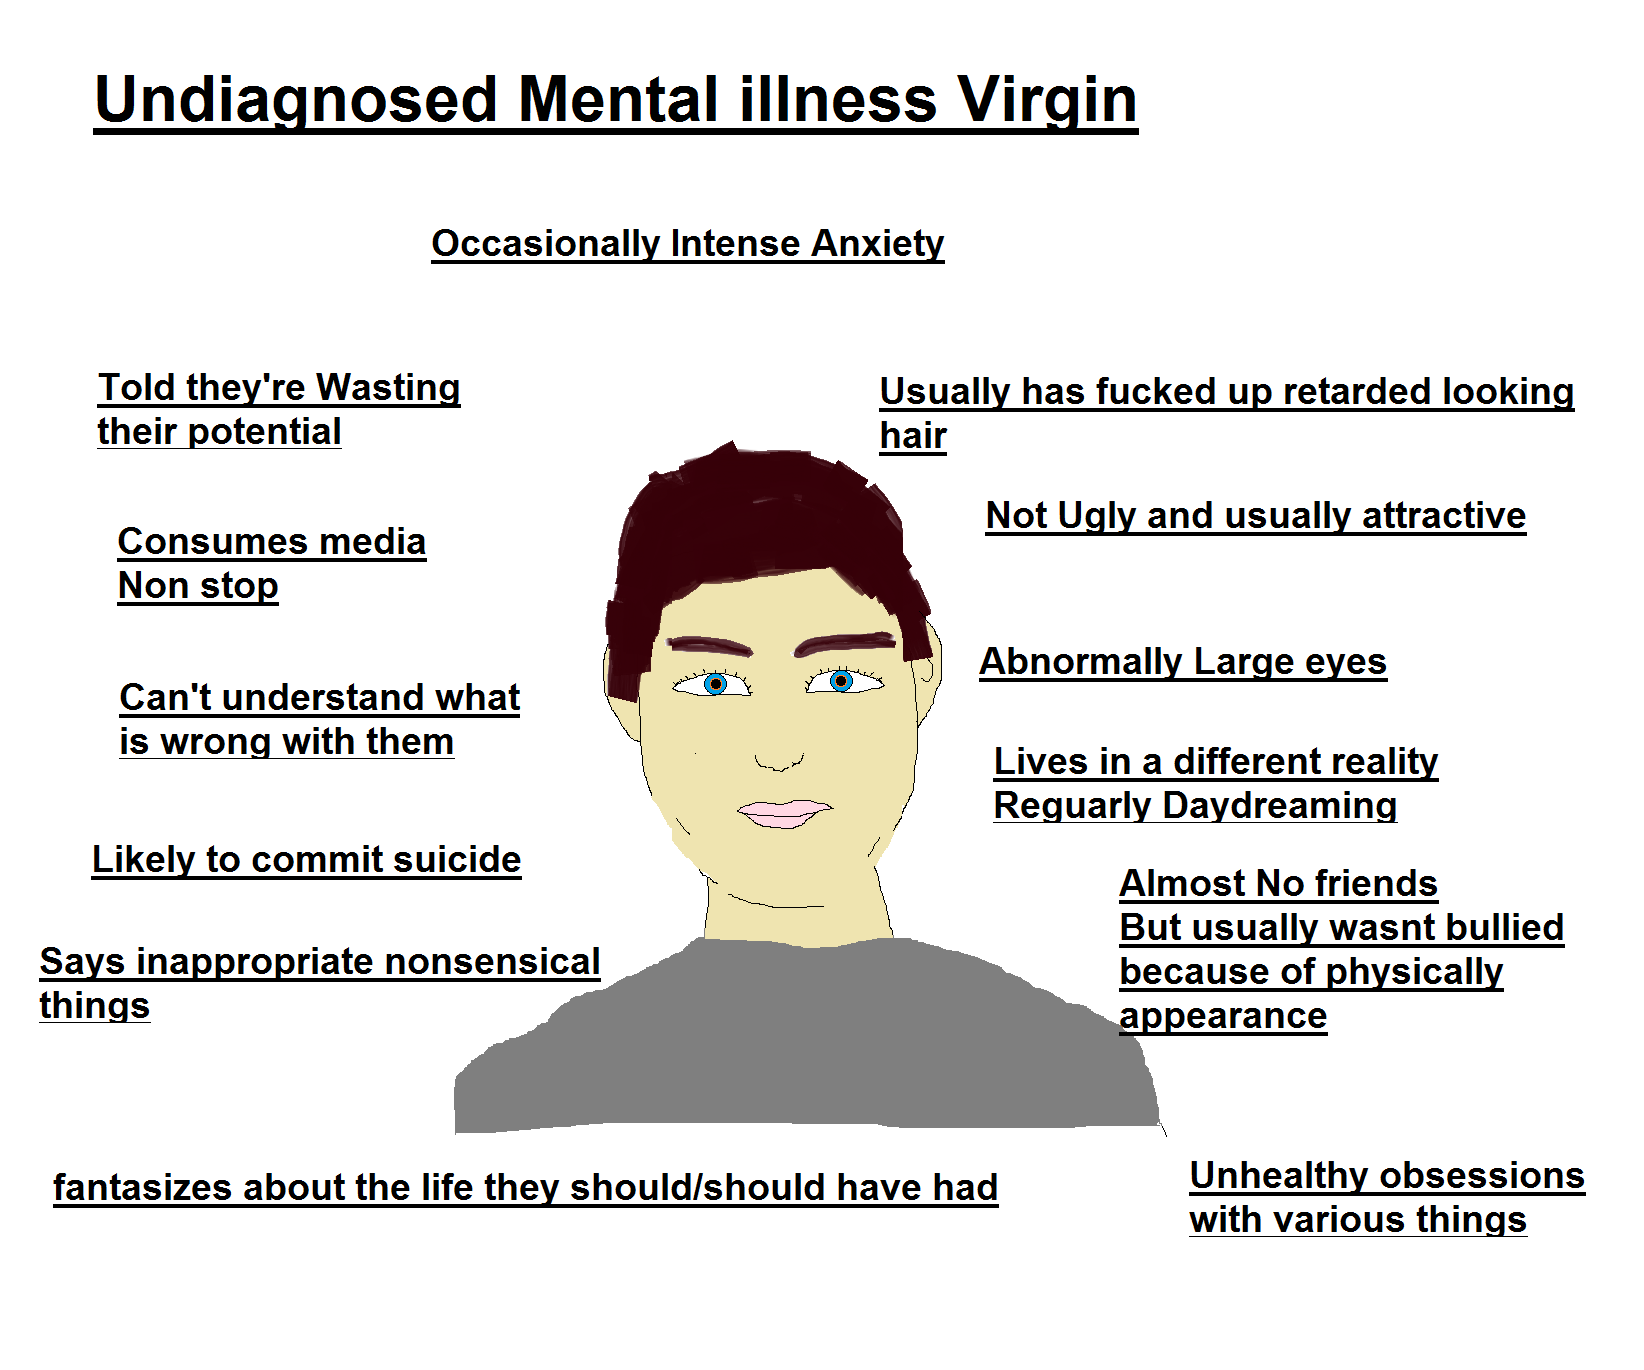 Undiagnosed Mental illness Virgin
Occasionally Intense Anxiety
Told they're Wasting
their potential
Usually has fucked up retarded looking
hair
Not Ugly and usually attractive
Consumes media
Non stop
Abnormally Large eyes
Can't understand what
is wrong with them
Lives in a different reality
Reguarly Daydreaming
Likely to commit suicide
Almost No friends
But usually wasnt bullied
because of physically
appearance
Says inappropriate nonsensical
things
fantasizes about the life they should/should have had
Unhealthy obsessions
with various things